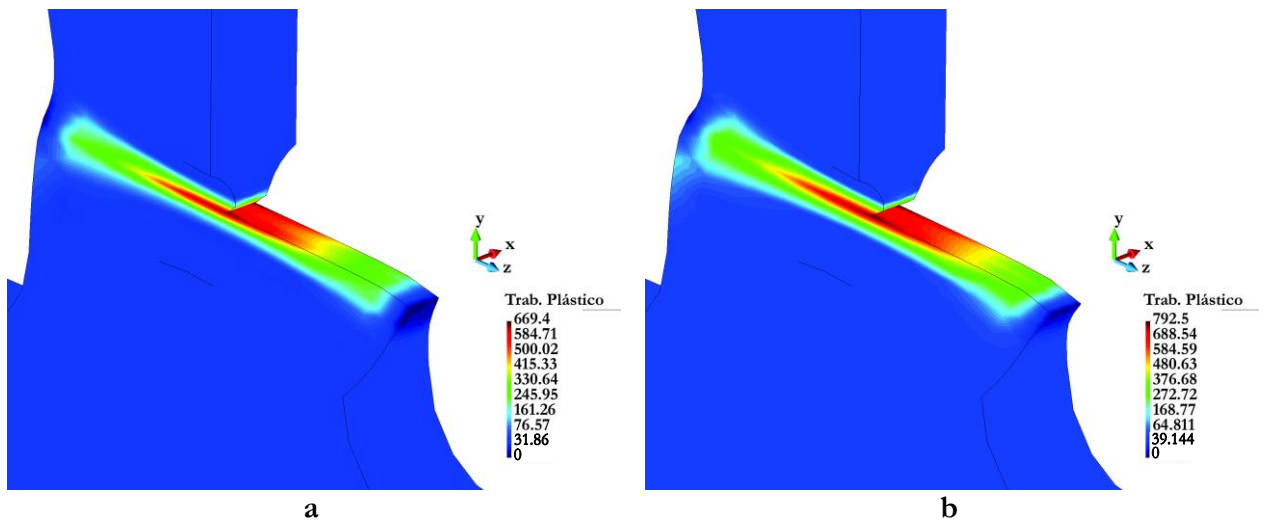 y
x
z
Trab. Plástico
669.4
584.71
500.02
415.33
330.64
245.95
161.26
76.57
31.86
0
a
y
x
z
Trab. Plástico
792.5
688.54
584.59
480.63
376.68
272.72
168.77
64.811
39.144
0
b